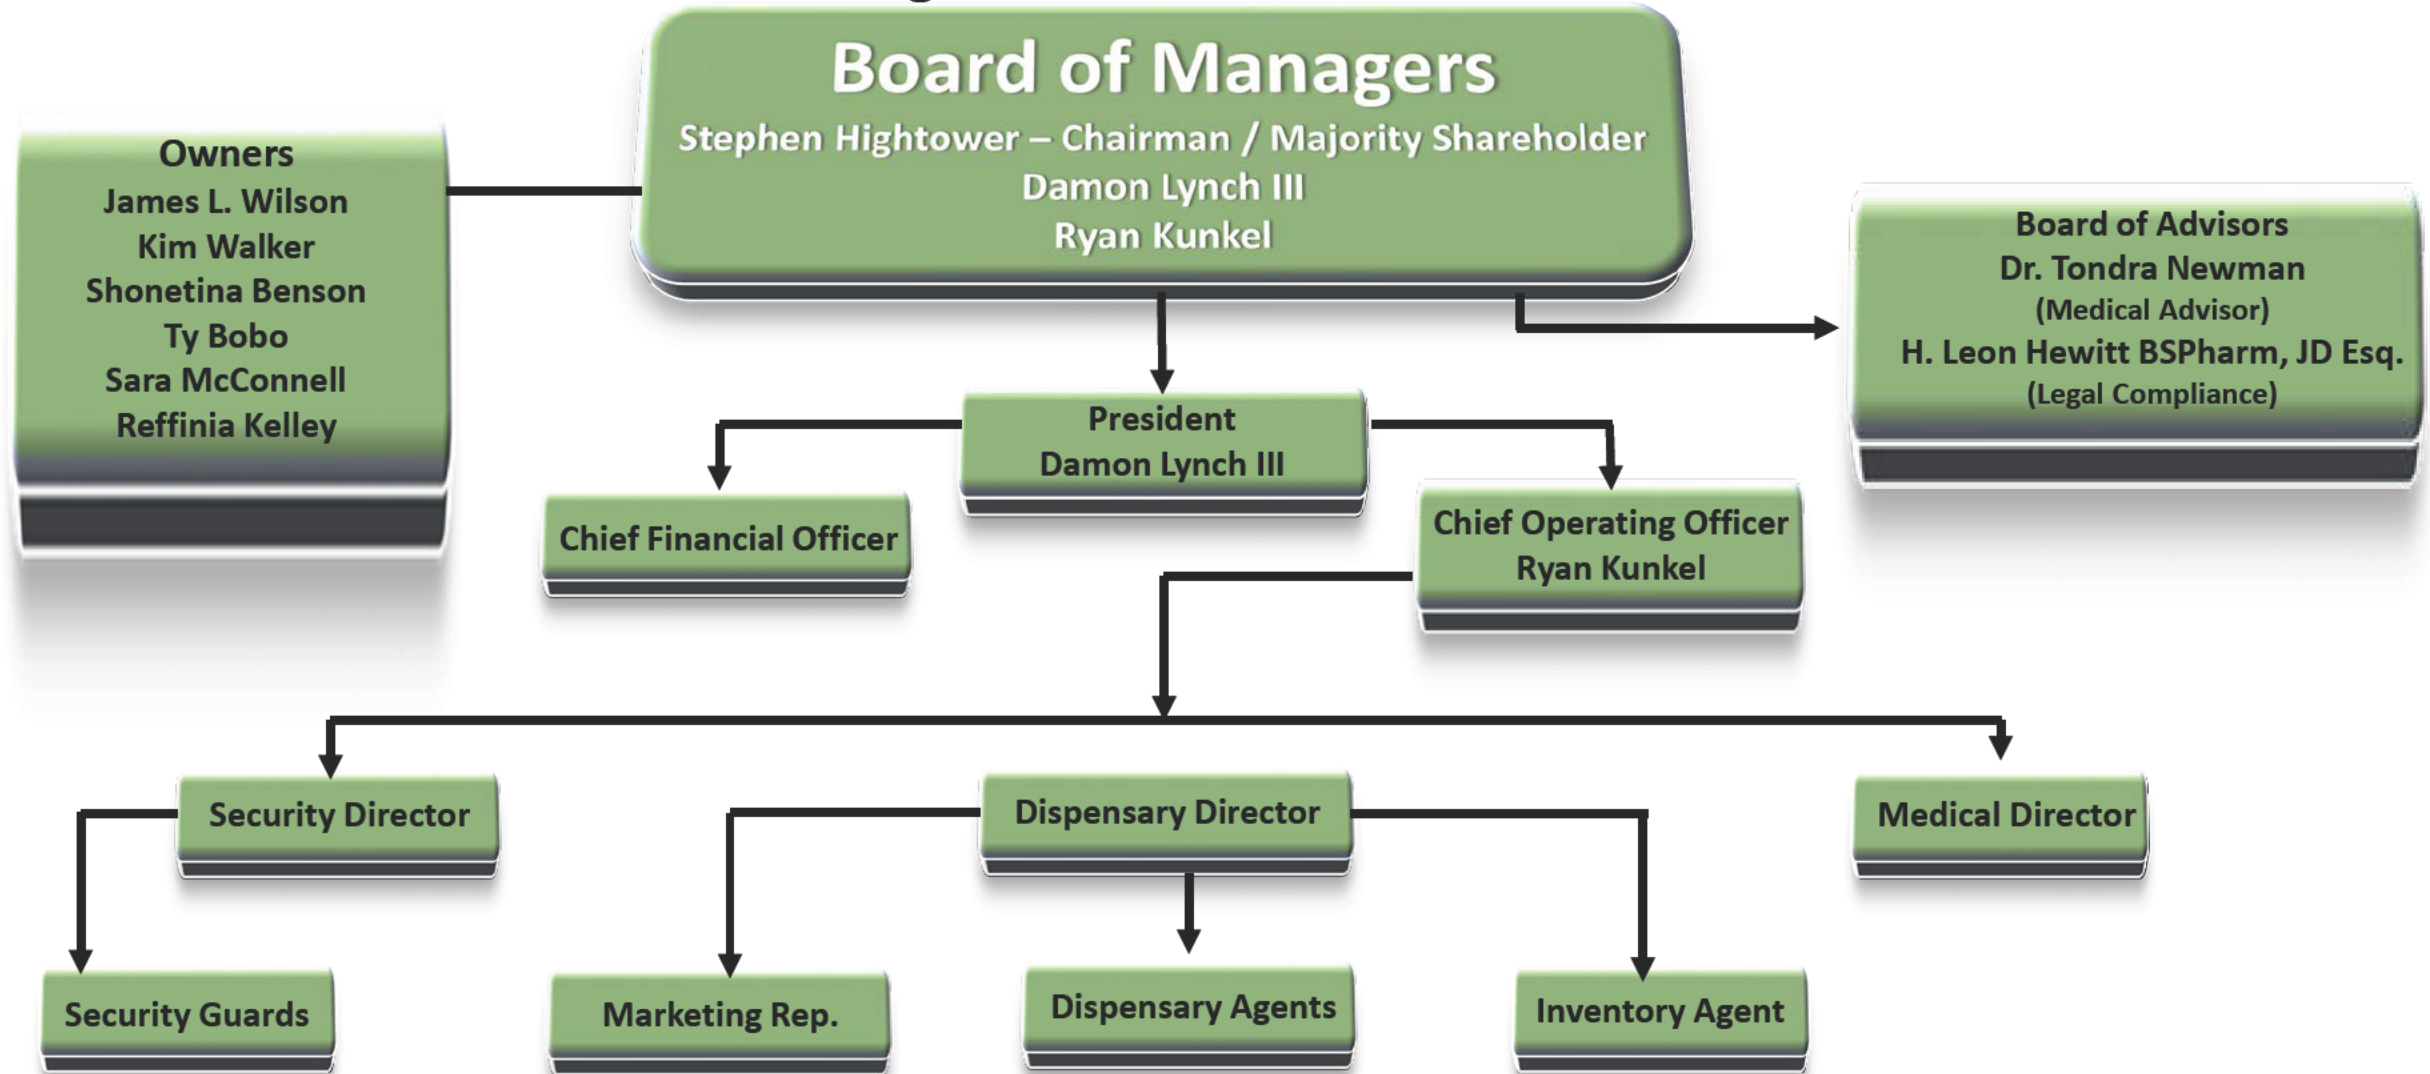 Board of Managers
Stephen Hightower – Chairman / Majority Shareholder
Damon Lynch III
Ryan Kunkel
Owners
James L. Wilson
Kim Walker
Shonetina Benson
Ty Bobo
Sara McConnell
Reffinia Kelley
Board of Advisors
Dr. Tondra Newman
(Medical Advisor)
H. Leon Hewitt BSPharm, JD Esq.
(Legal Compliance)
President
Damon Lynch III
Chief Financial Officer
Chief Operating Officer
Ryan Kunkel
Security Director
Dispensary Director
Medical Director
Security Guards
Marketing Rep.
Dispensary Agents
Inventory Agent